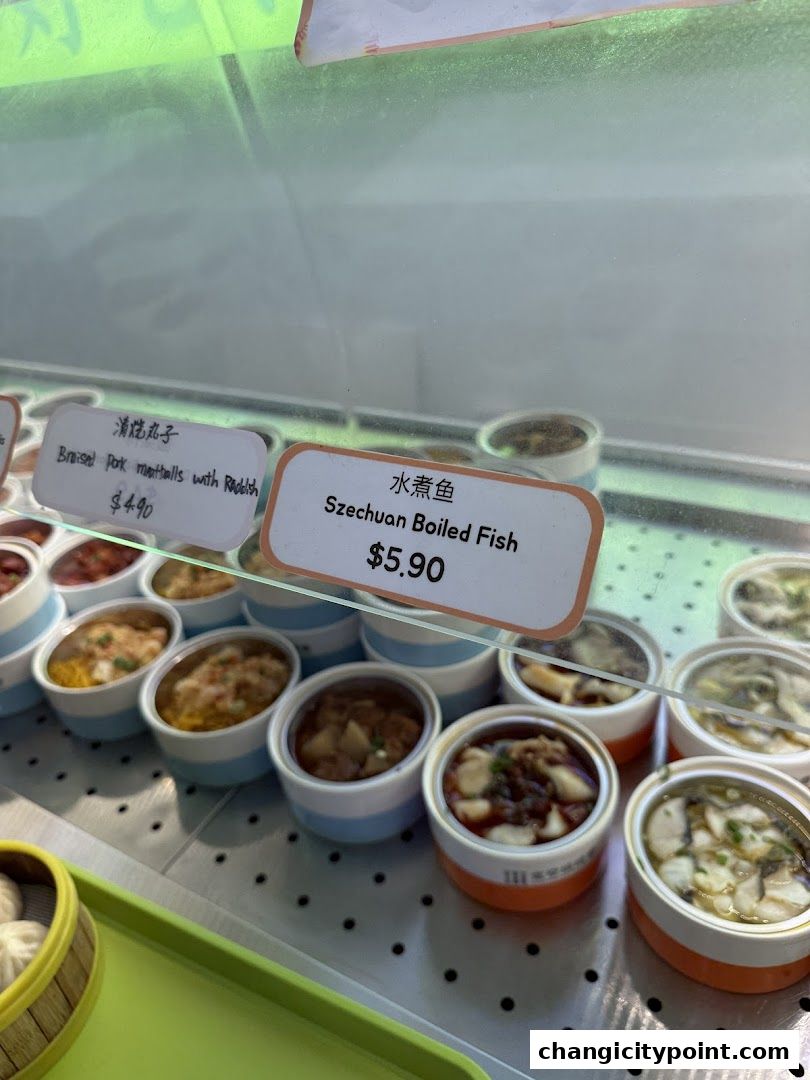 清烧丸子
Braised Pork meatballs with Raddish
$4.90
水煮鱼
Szechuan Boiled Fish
$5.90
changicitypoint.com